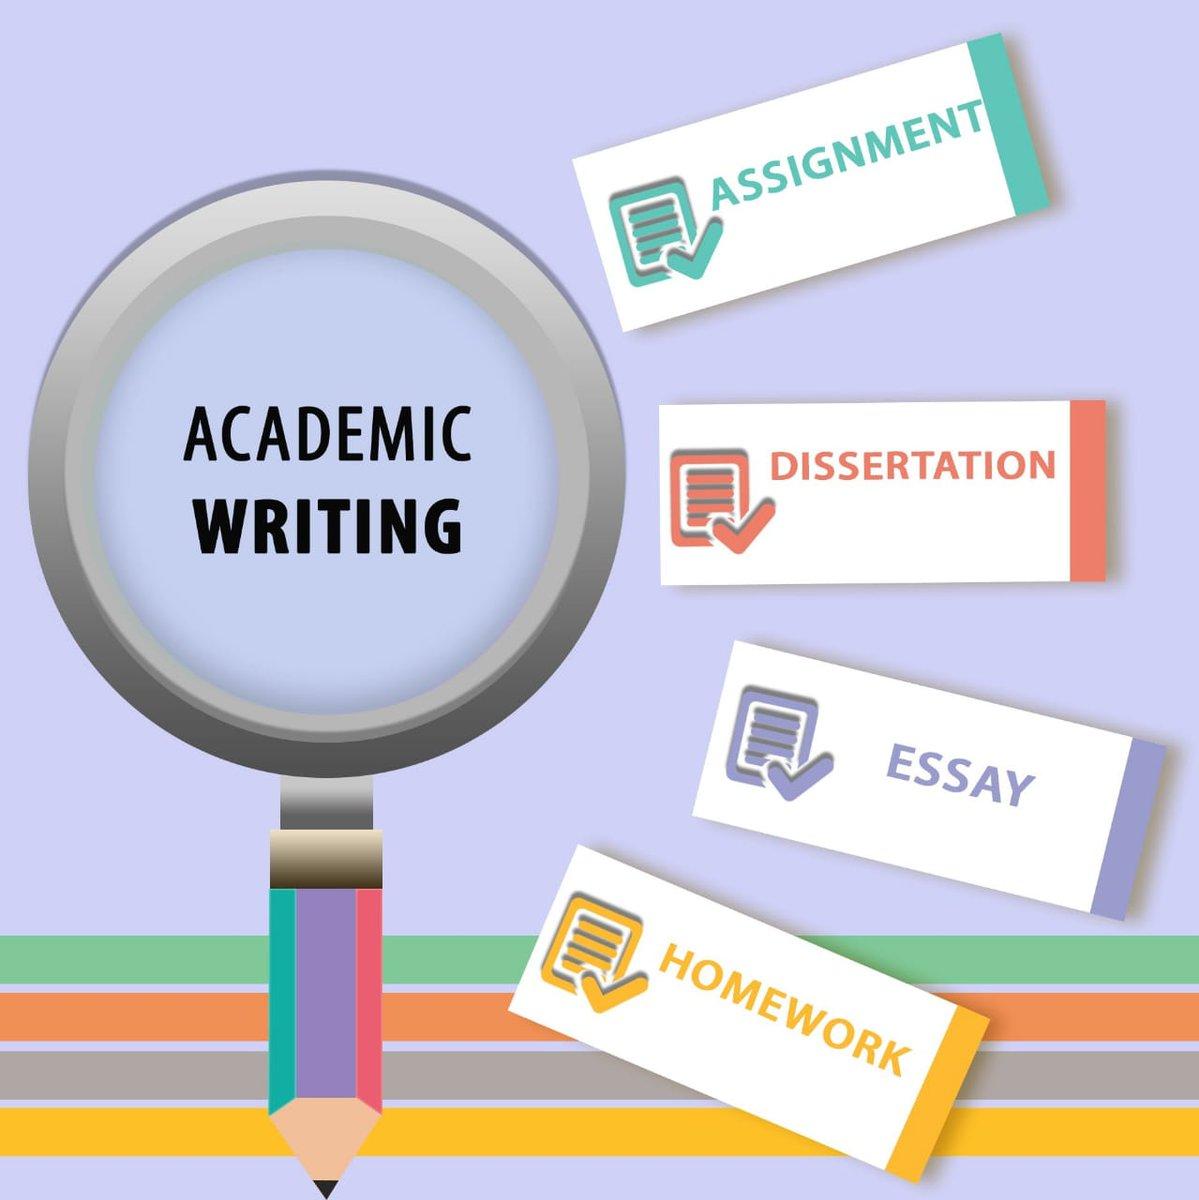 ACADEMIC
WRITING
ASSIGNMENT
DISSERTATION
ESSAY
HOMEWORK